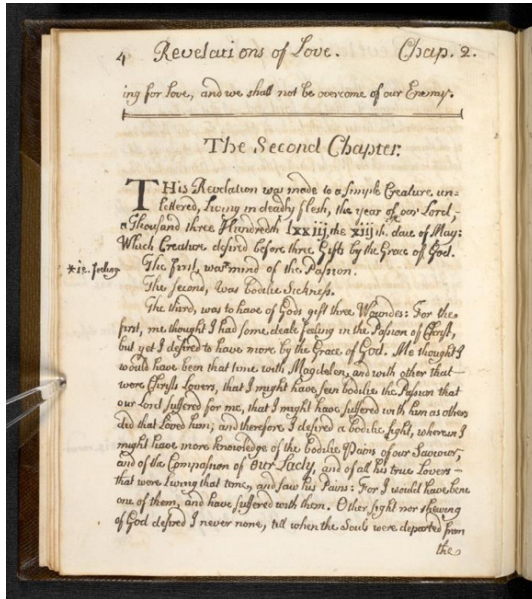 4 Revelations of Love. Chap. 2.
ing for Love, and we shall not be overcome of our Enemy.
The Second Chapter.
THis Revelation was made to a simple Creature un=
lettered, Living in deadly flesh, the year of our Lord,
a Thousand three Hundredth lxxiij, the xiij th. daie of May:
Which Creature desired before three Gifts by the Grace of God.
The first, was *mind of the Passion.
*ie. feeling
The Second, was bodilie Sickness.
The third, was to have of Gods gift three Wounds: For the
first, me thought I had some deale feeling in the Passion of Christ,
but yet I desired to have more by the Grace of God. Me thought I
would have been that time with Magdalen, and with other that
were Christs Lovers, that I might have seen bodilie the Passion that
our Lord suffered for me, that I might have suffered with him as others
did that Loved him; and therefore I desired a bodilie sight, wherein I
might have more knowledge of the bodilie Pains of our Saviour,
and of the Compassion of Our Lady, and of all his true Lovers
that were living that time, and saw his Pains: For I would have bene
one of them, and have suffered with them. Other sight nor shewing
of God desired I never none, till when the Soule were departed from
the